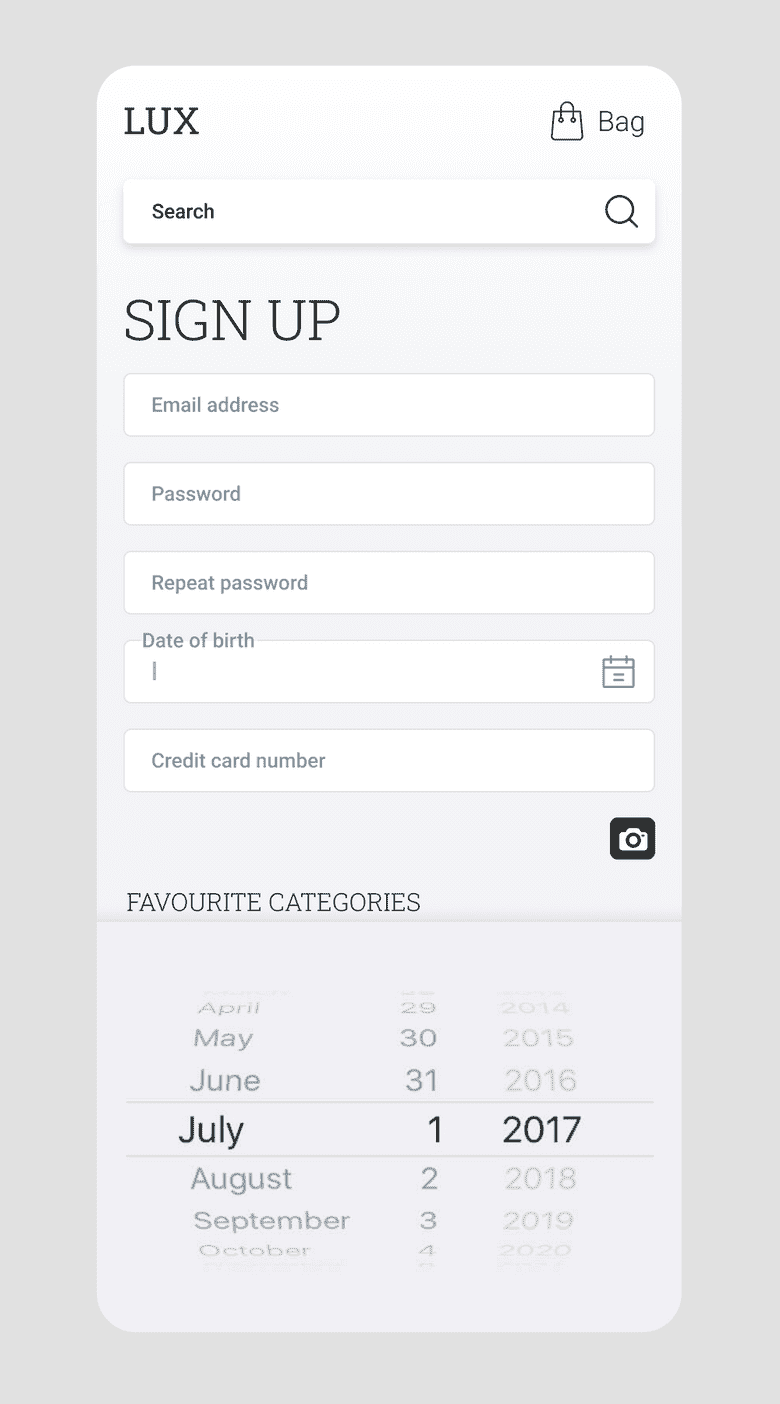 LUX
Bag
Search
SIGN UP
Email address
Password
Repeat password
Date of birth
Credit card number
FAVOURITE CATEGORIES
April 29 2014
May 30 2015
June 31 2016
July 1 2017
August 2 2018
September 3 2019
October 4 2020